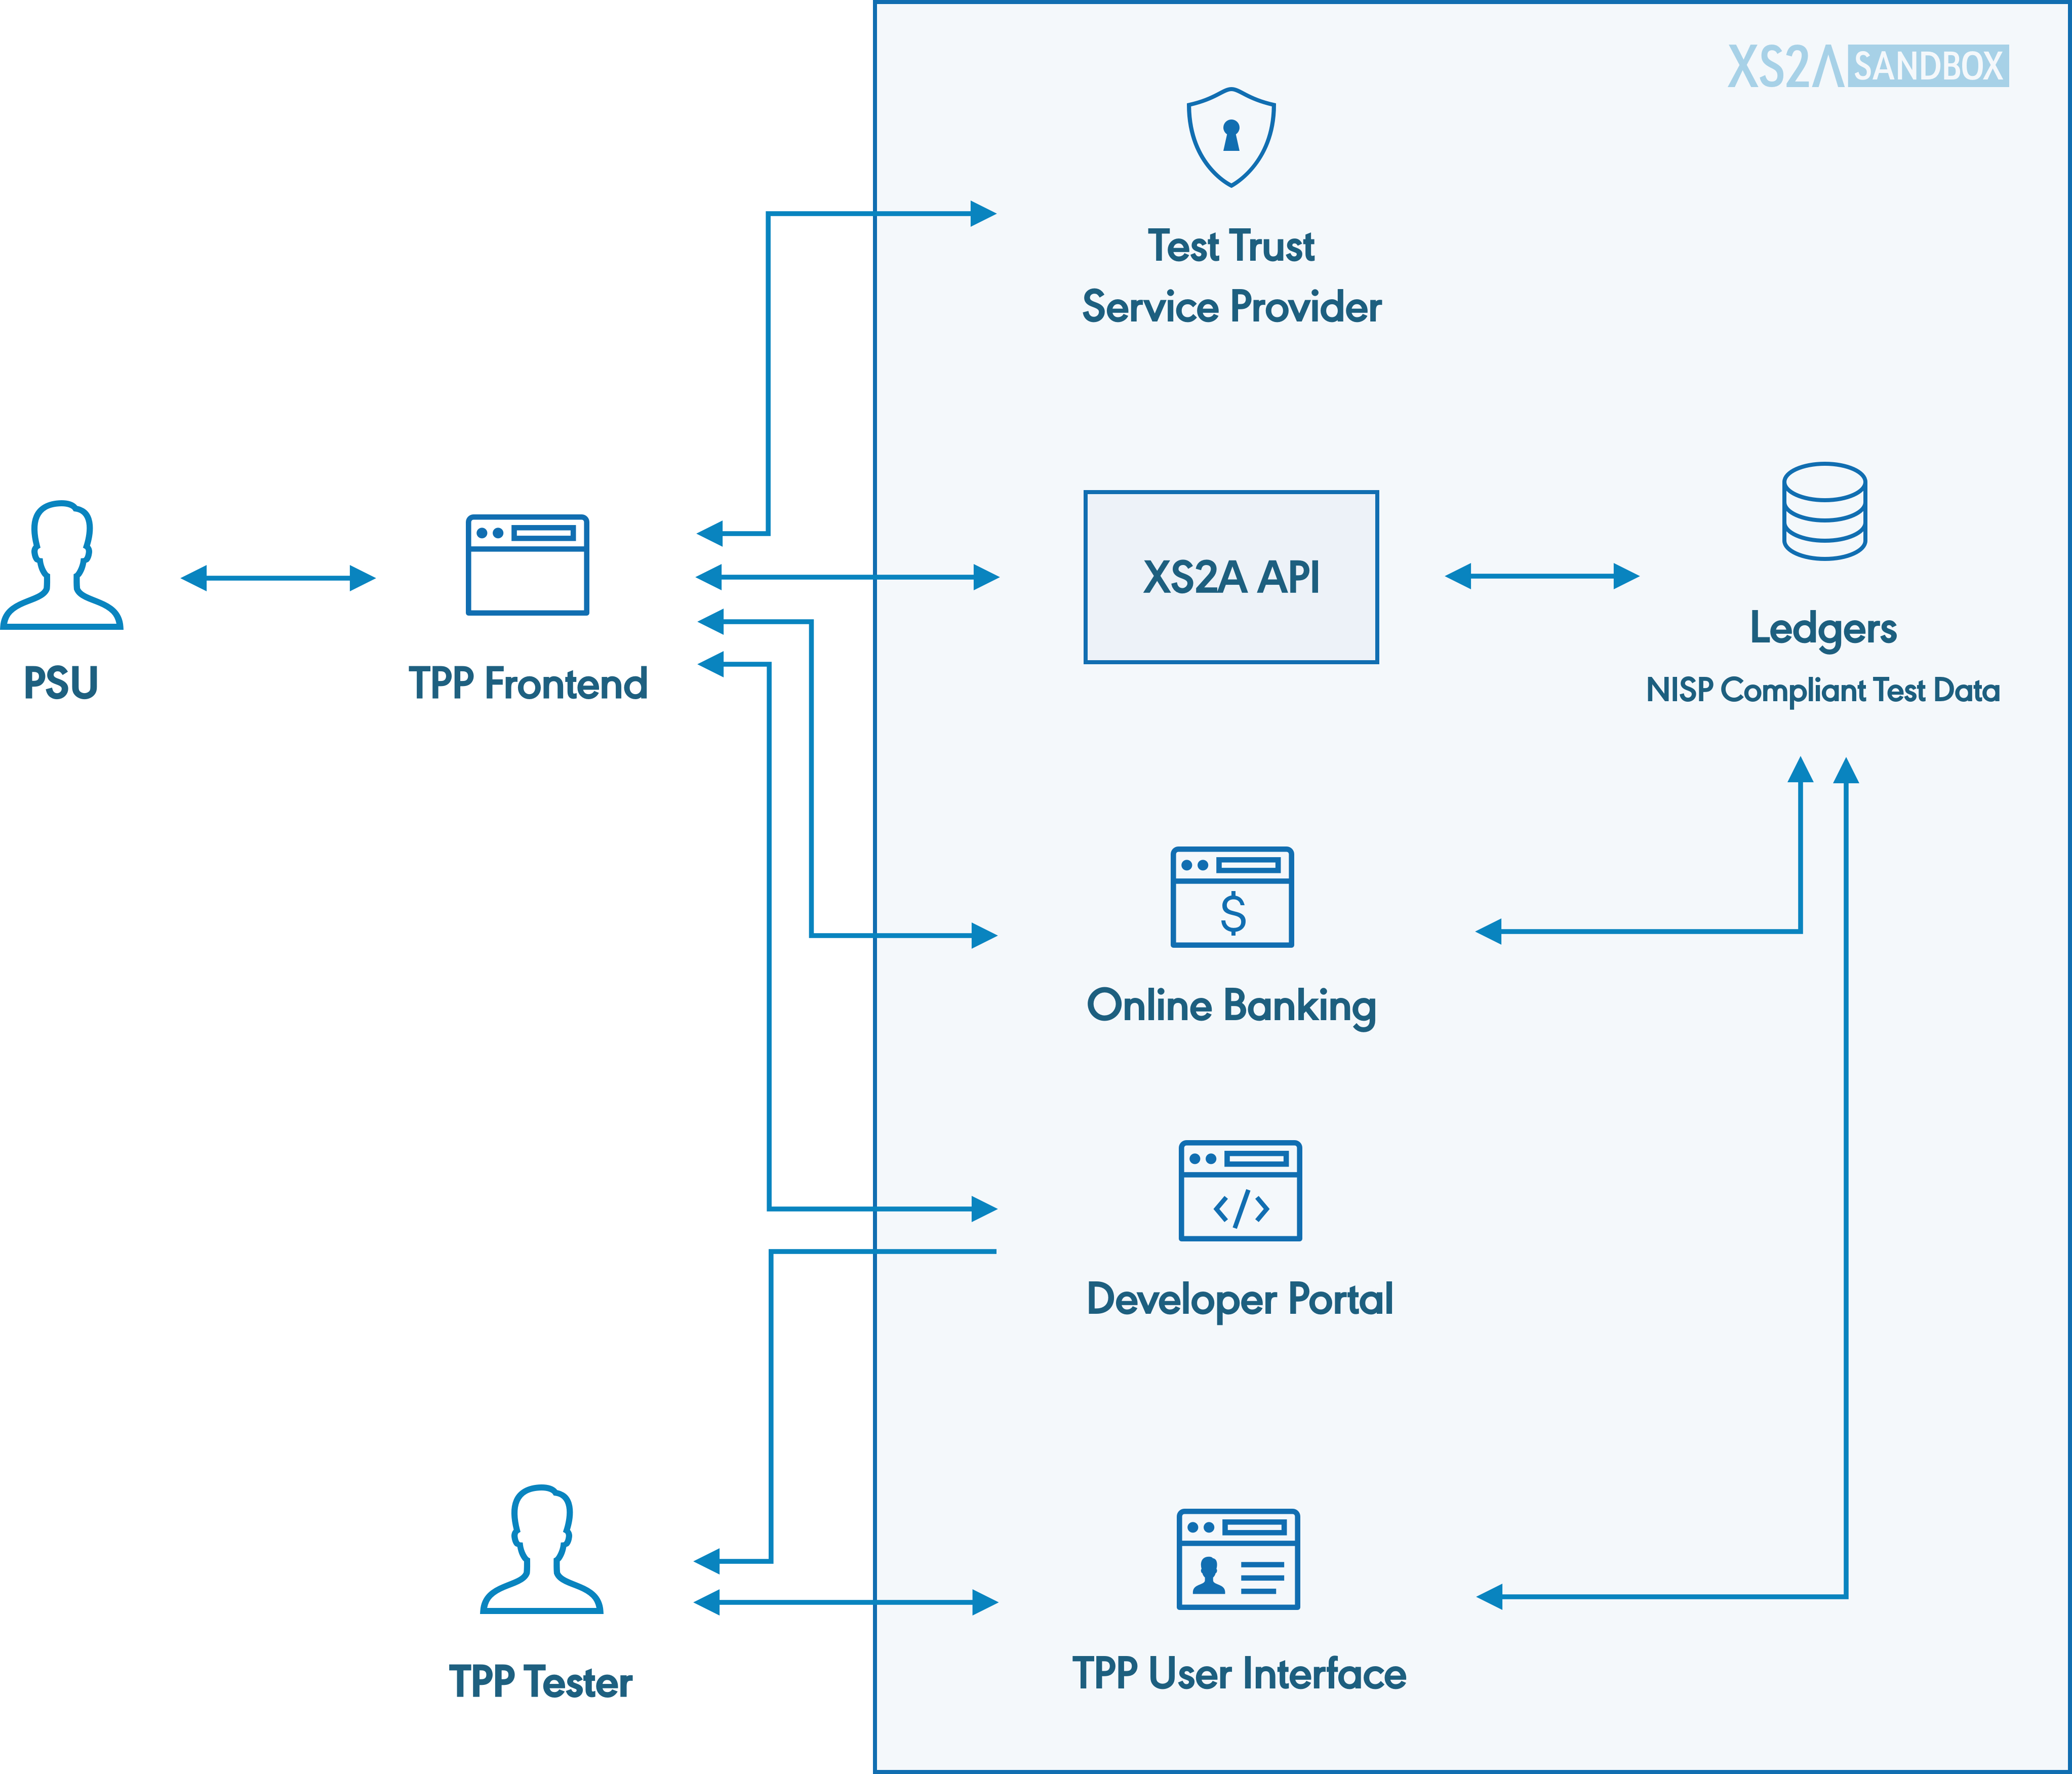 XS2A SANDBOX
Test Trust
Service Provider
XS2A API
Ledgers
NISP Compliant Test Data
PSU
TPP Frontend
$
Online Banking
</>
Developer Portal
TPP Tester
TPP User Interface